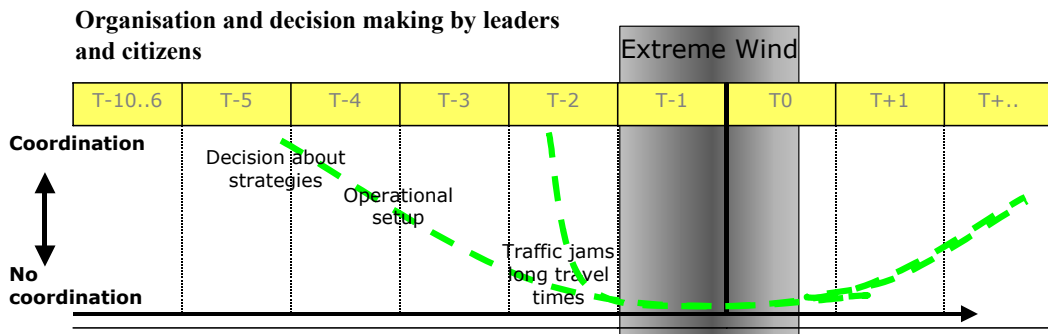 Organisation and decision making by leaders
and citizens
Extreme Wind
T-10..6 T-5 T-4 T-3 T-2 T-1 T0 T+1 T+..
Coordination
Decision about
strategies
Operational
setup
Traffic jams
long travel
times
No
coordination